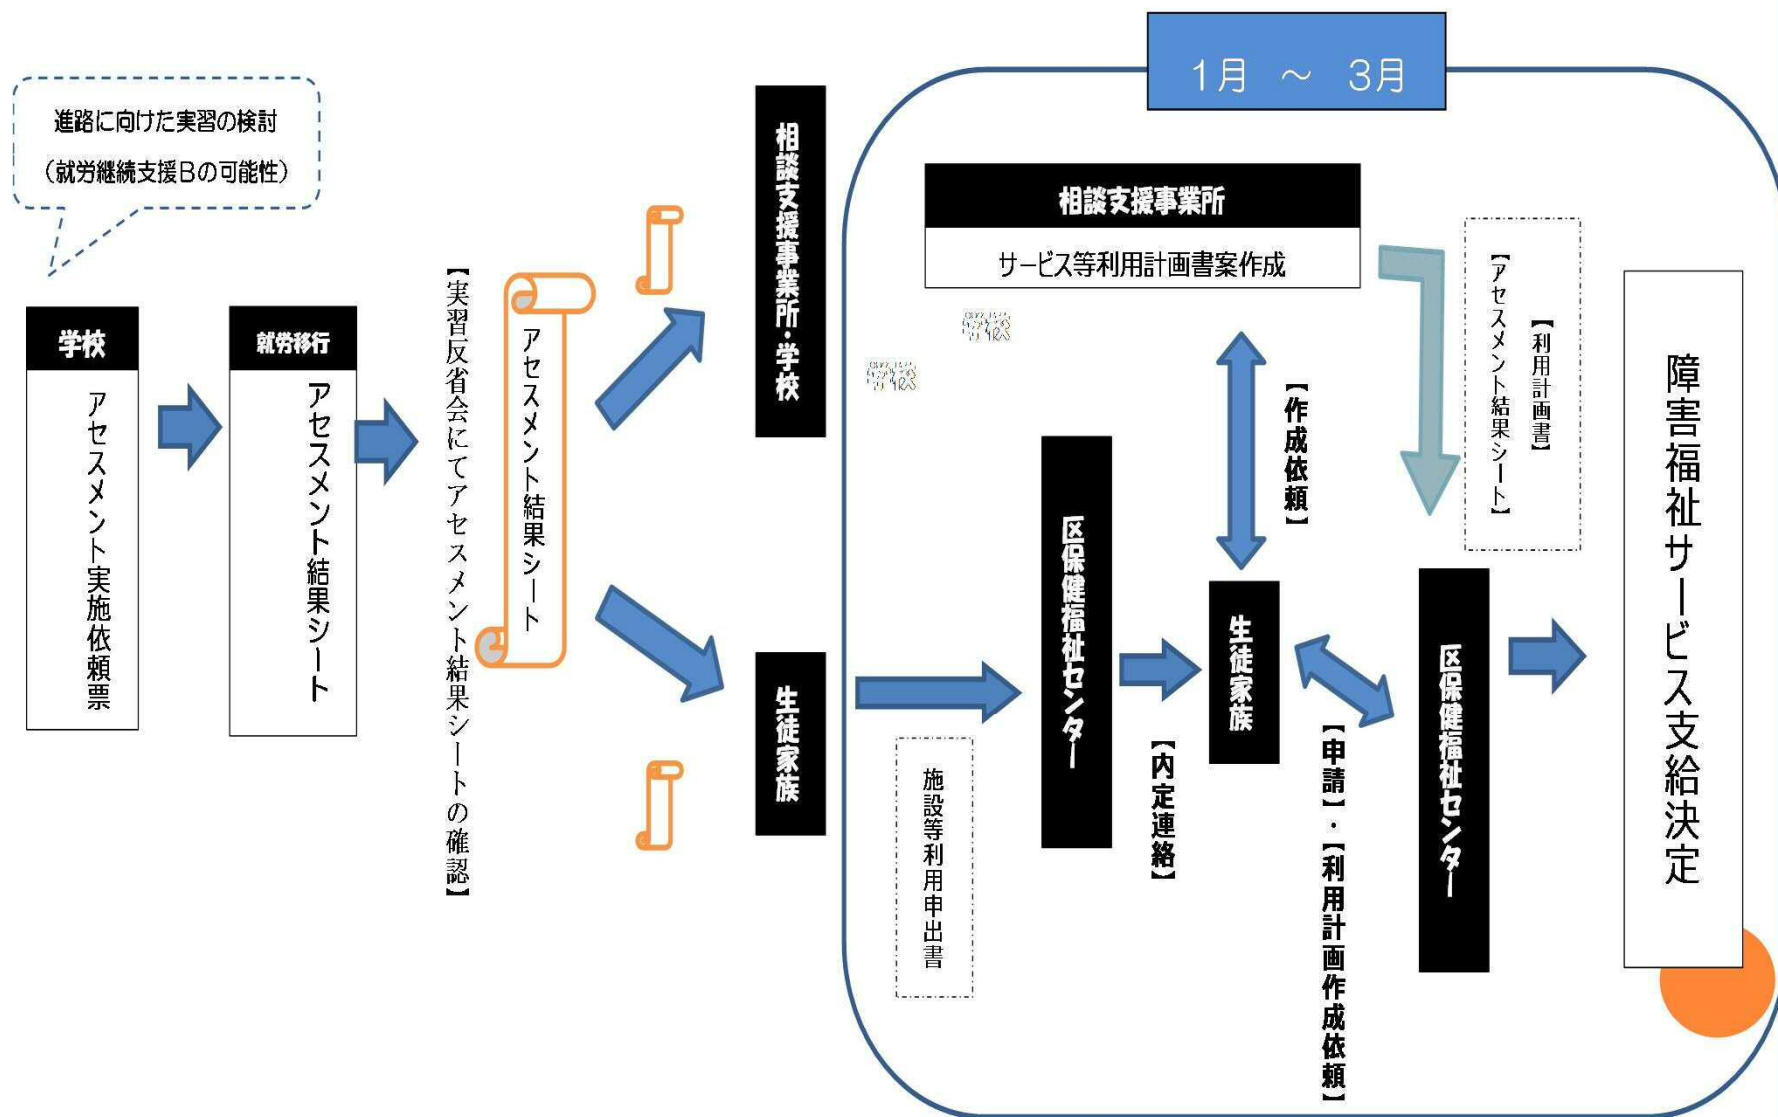 進路に向けた実習の検討
（就労継続支援Bの可能性）
学校
アセスメント実施依頼票
就労移行
アセスメント結果シート
【実習反省会にてアセスメント結果シートの確認】
アセスメント結果シート
相談支援事業所・学校
生徒家族
1月　～　3月
相談支援事業所
サービス等利用計画書案作成
学校
学校
施設等利用申出書
区保健福祉センター
【内定連絡】
【作成依頼】
生徒家族
【申請】・【利用計画作成依頼】
【利用計画書】
【アセスメント結果シート】
区保健福祉センター
障害福祉サービス支給決定